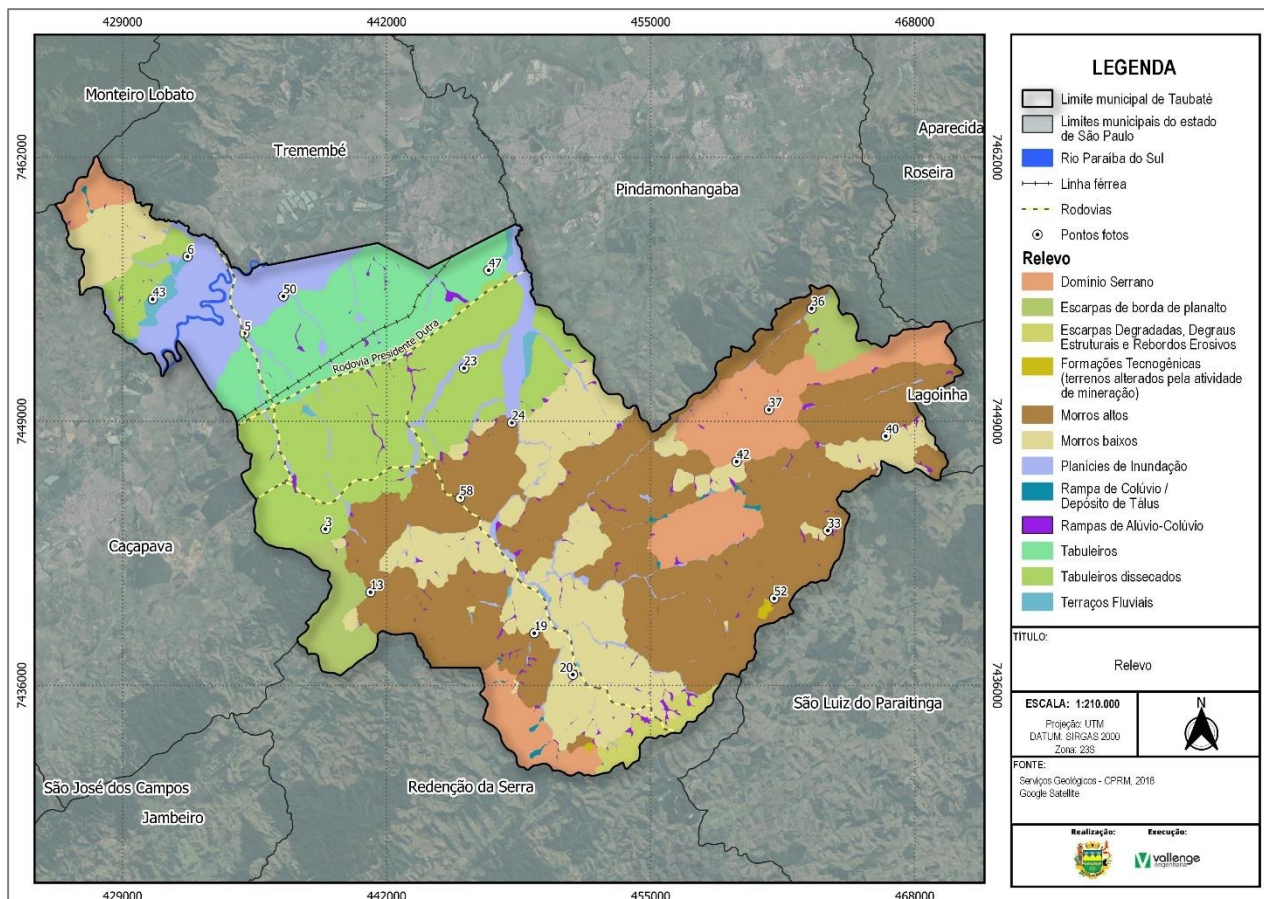 429000
442000
455000
468000
7462000
7449000
7436000
7462000
7449000
7436000
Monteiro Lobato
Tremembé
Pindamonhangaba
Aparecida
Roseira
Lagoinha
Caçapava
São Luiz do Paraitinga
Redenção da Serra
São José dos Campos
Jambeiro
Rodovia Presidente Dutra
6
43
5
50
47
23
24
36
37
40
42
58
3
33
13
52
19
20
429000
442000
455000
468000
LEGENDA
Limite municipal de Taubaté
Limites municipais do estado
de São Paulo
Rio Paraíba do Sul
Linha férrea
Rodovias
Pontos fotos
Relevo
Domínio Serrano
Escarpas de borda de planalto
Escarpas Degradadas, Degraus
Estruturais e Rebordos Erosivos
Formações Tecnogênicas
(terrenos alterados pela atividade
de mineração)
Morros altos
Morros baixos
Planicies de Inundação
Rampa de Colúvio /
Depósito de Tálus
Rampas de Alúvio-Colúvio
Tabuleiros
Tabuleiros dissecados
Terraços Fluviais
TÍTULO:
Relevo
ESCALA: 1:210.000
Projeção: UTM
DATUM: SIRGAS 2000
Zona: 23S
N
FONTE:
Serviços Geológicos - CPRM, 2018
Google Satellite
Realização:
Execução:
vallenge
engenharia